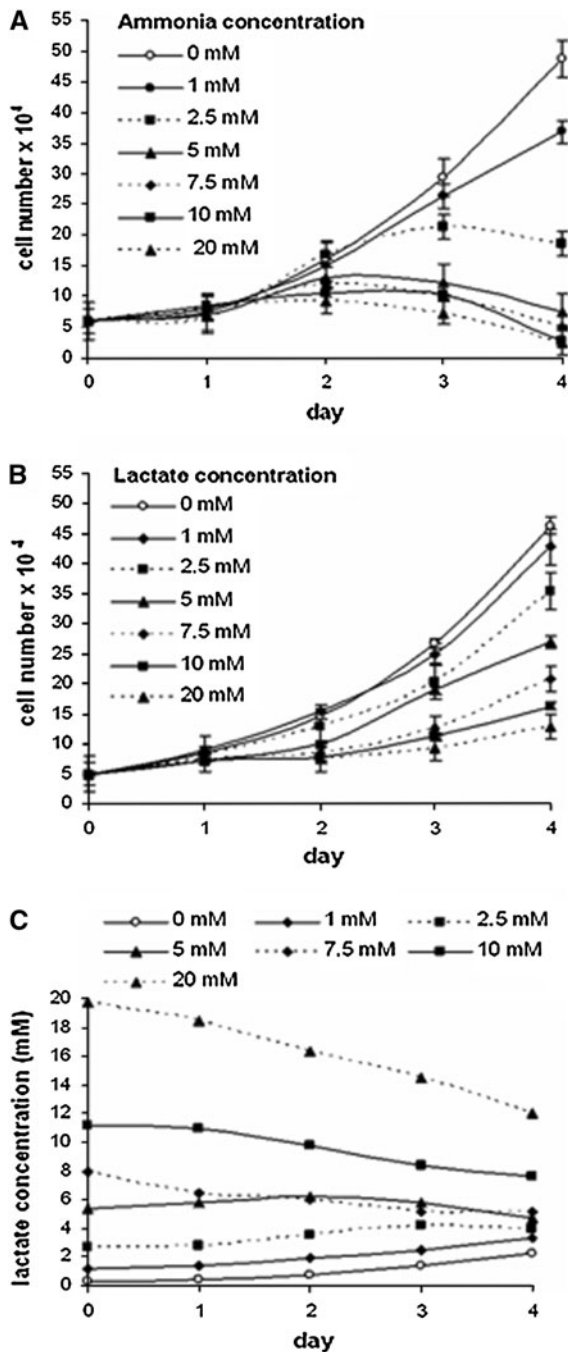 A
Ammonia concentration
0 mM
1 mM
2.5 mM
5 mM
7.5 mM
10 mM
20 mM
cell number x 10⁴
55
50
45
40
35
30
25
20
15
10
5
0
0 1 2 3 4
day
B
Lactate concentration
0 mM
1 mM
2.5 mM
5 mM
7.5 mM
10 mM
20 mM
cell number x 10⁻⁴
55
50
45
40
35
30
25
20
15
10
5
0
0 1 2 3 4
day
C
0 mM 1 mM 2.5 mM
5 mM 7.5 mM 10 mM
20 mM
lactate concentration (mM)
20
18
16
14
12
10
8
6
4
2
0
0 1 2 3 4
day